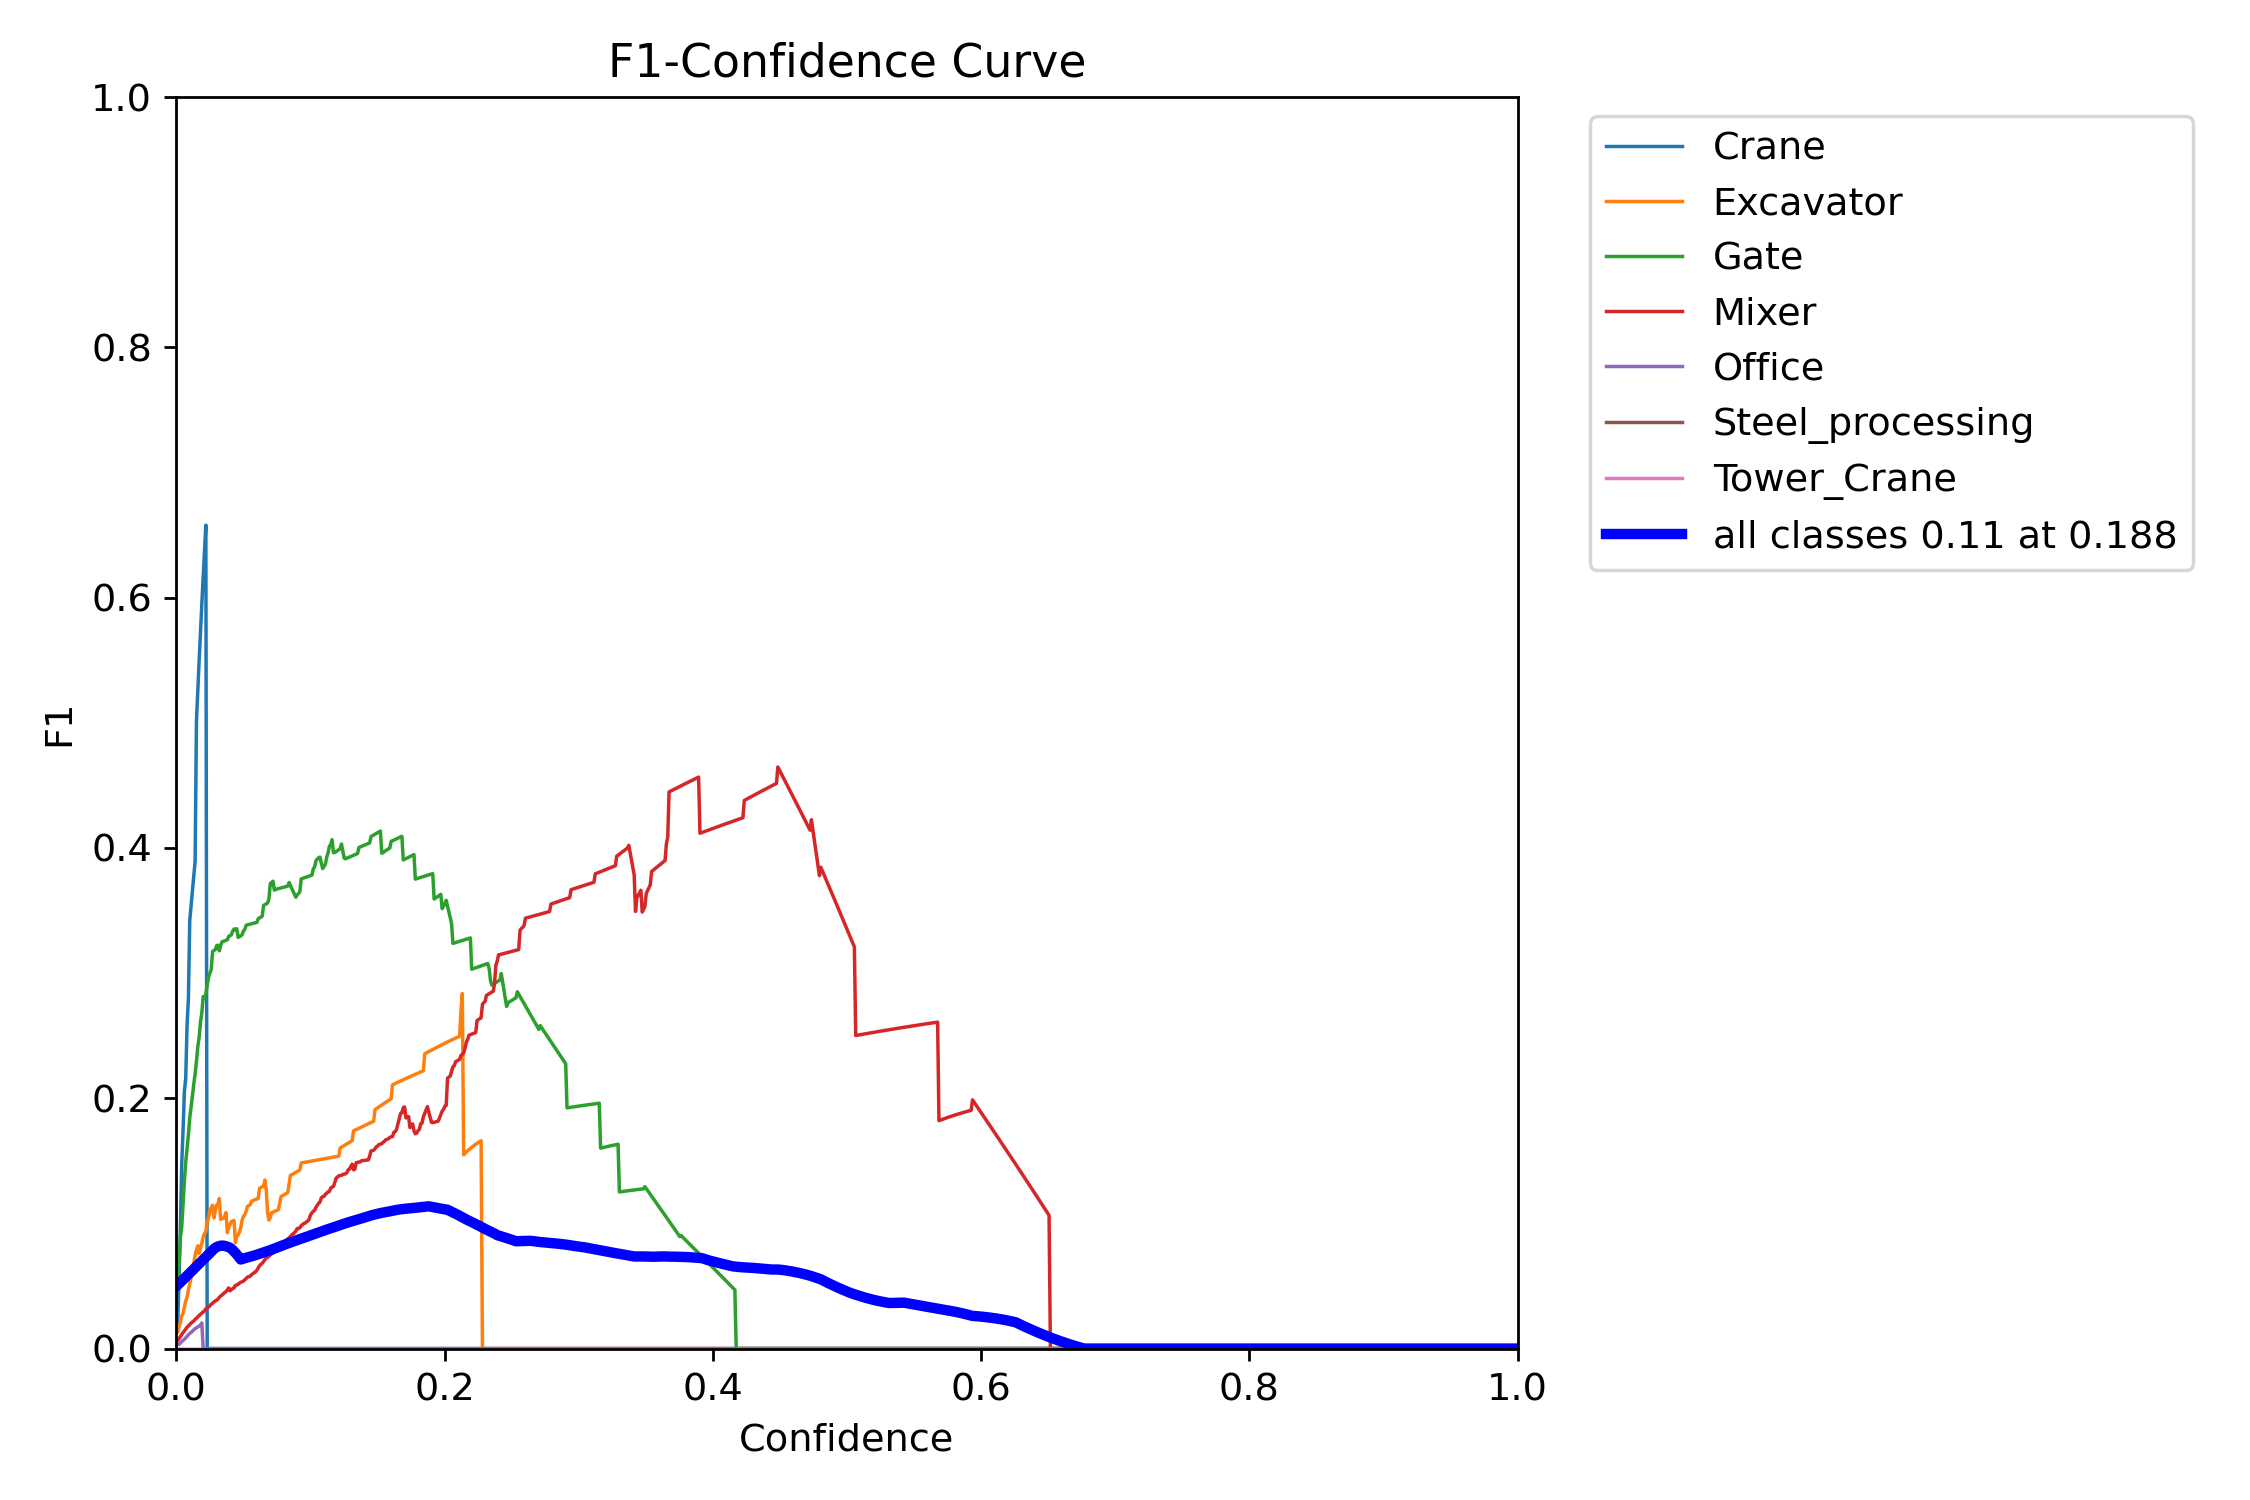 F1-Confidence Curve
1.0
0.8
0.6
0.4
0.2
0.0
F1
0.0 0.2 0.4 0.6 0.8 1.0
Confidence
Crane
Excavator
Gate
Mixer
Office
Steel_processing
Tower_Crane
all classes 0.11 at 0.188